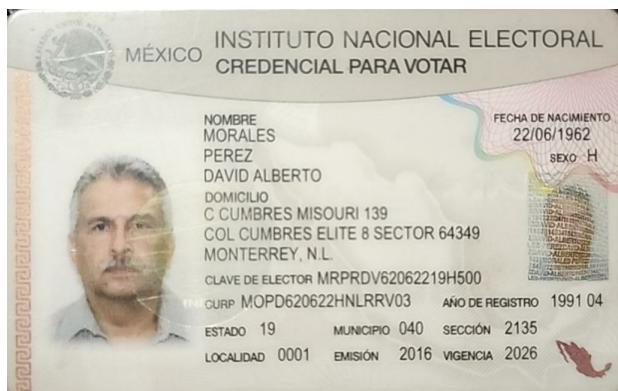 MÉXICO
INSTITUTO NACIONAL ELECTORAL
CREDENCIAL PARA VOTAR
NOMBRE
MORALES
PEREZ
DAVID ALBERTO
FECHA DE NACIMIENTO
22/06/1962
SEXO H
DOMICILIO
C CUMBRES MISOURI 139
COL CUMBRES ELITE 8 SECTOR 64349
MONTERREY, N.L.
CLAVE DE ELECTOR MRPRDV62062219H500
CURP MOPD620622HNLRRV03 AÑO DE REGISTRO 1991 04
ESTADO 19 MUNICIPIO 040 SECCIÓN 2135
LOCALIDAD 0001 EMISIÓN 2016 VIGENCIA 2026